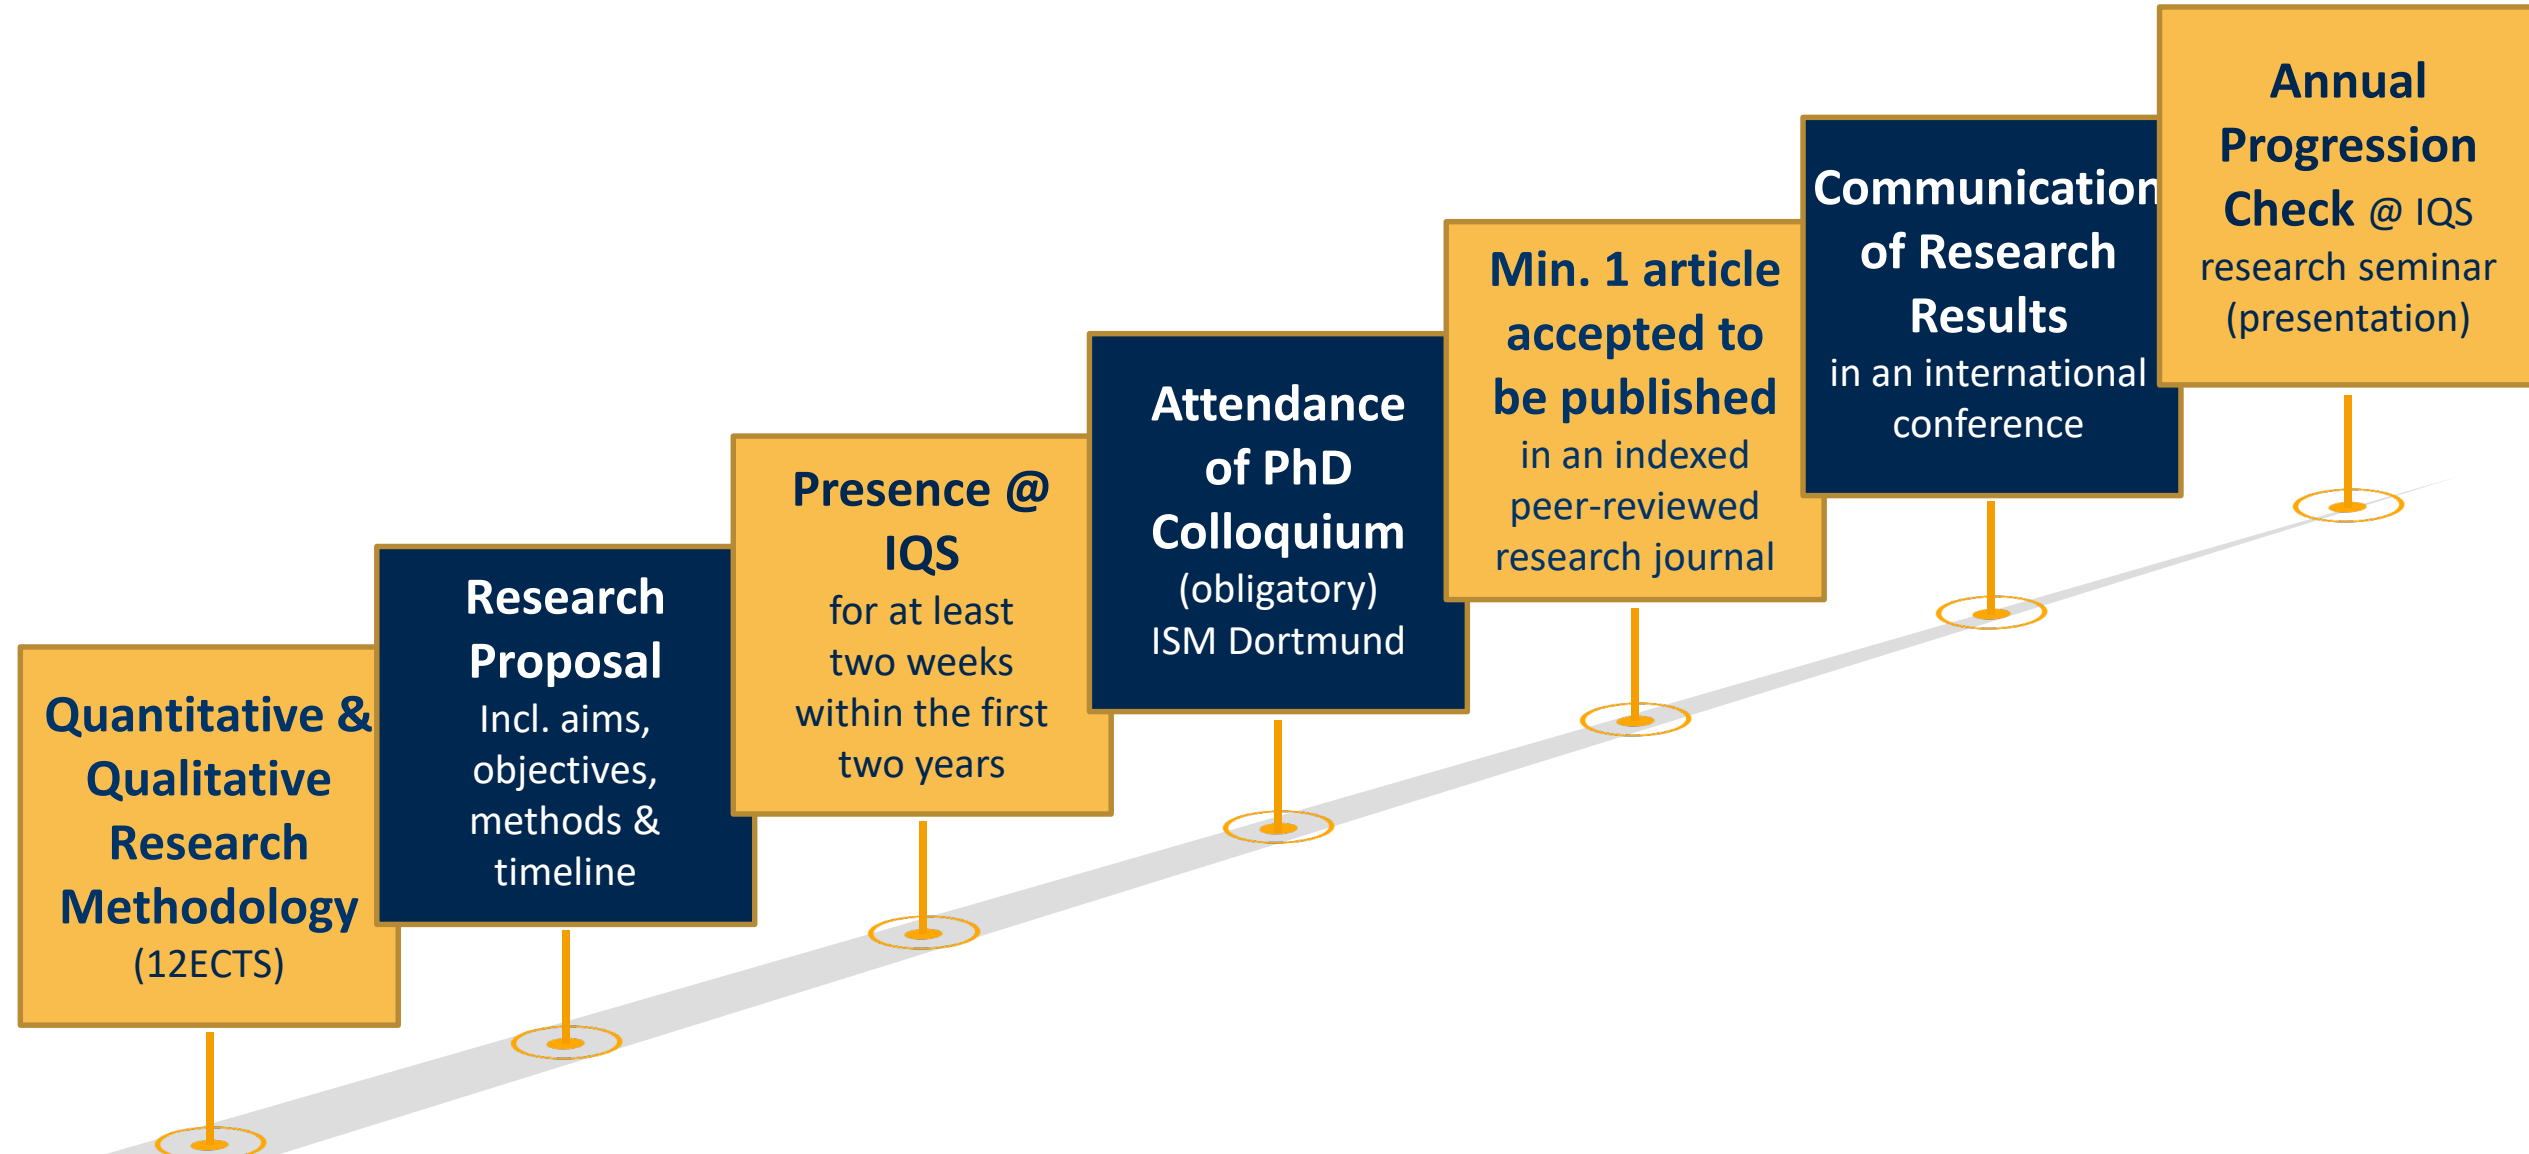 Quantitative &
Qualitative
Research
Methodology
(12ECTS)
Research
Proposal
Incl. aims,
objectives,
methods &
timeline
Presence @
IQS
for at least
two weeks
within the first
two years
Attendance
of PhD
Colloquium
(obligatory)
ISM Dortmund
Min. 1 article
accepted to
be published
in an indexed
peer-reviewed
research journal
Communication
of Research
Results
in an international
conference
Annual
Progression
Check @ IQS
research seminar
(presentation)